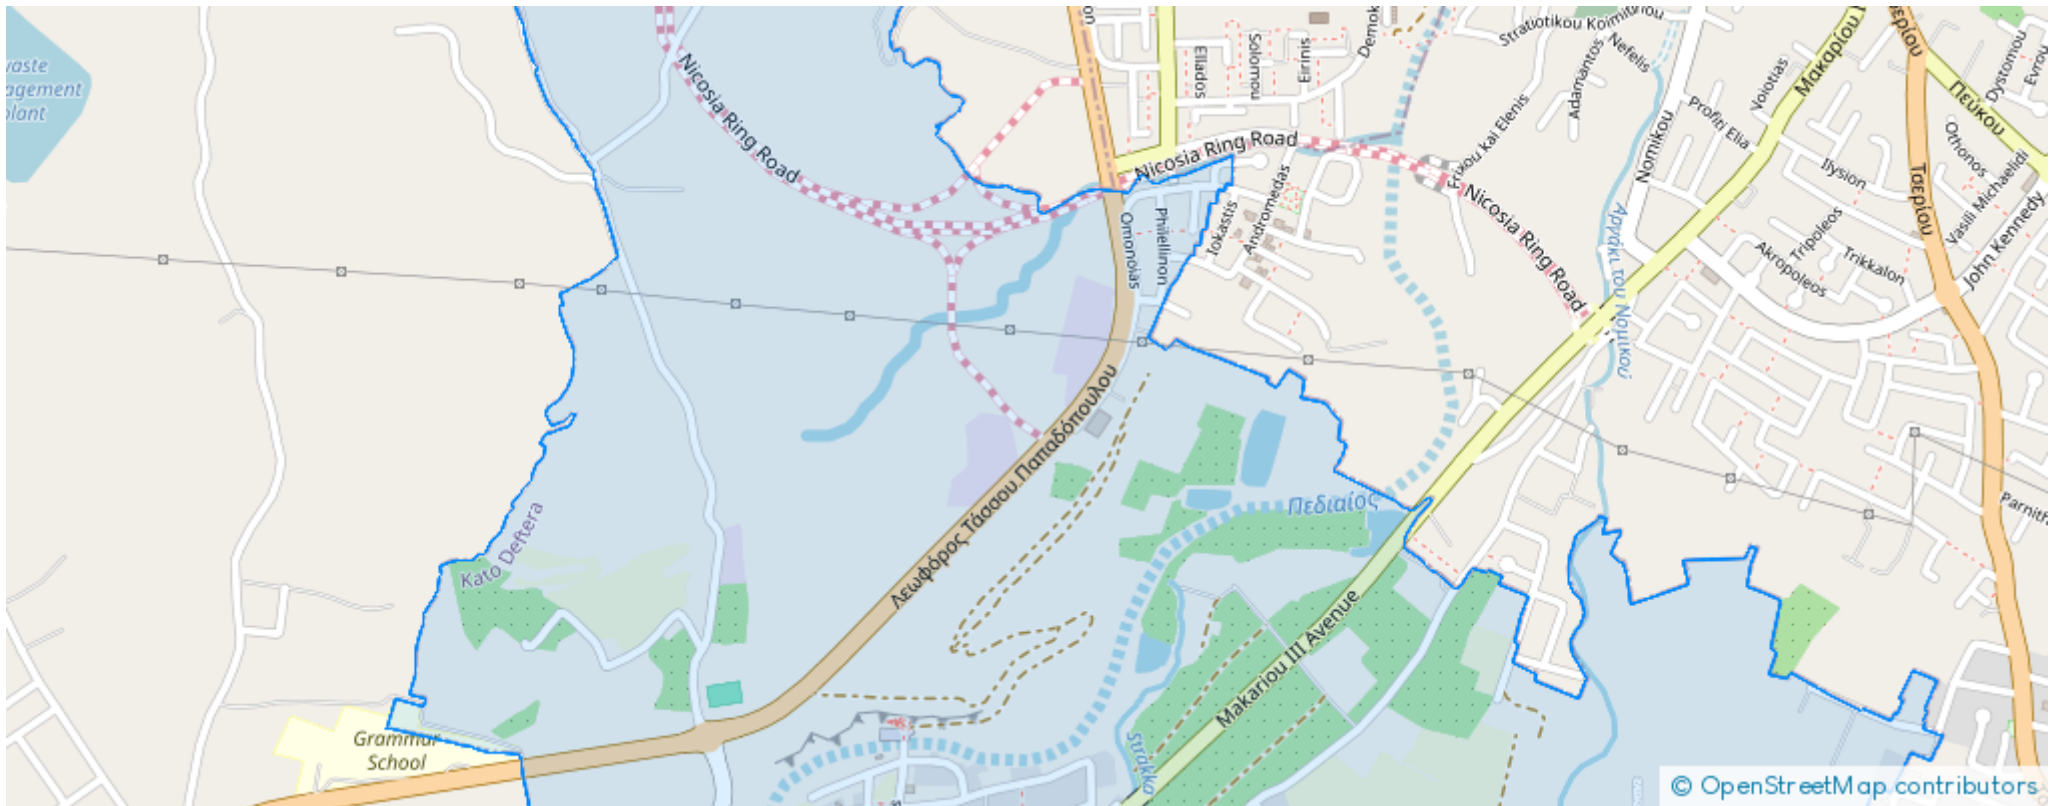 Stratiotikou Koimitiriou
Nefelis
Adamantos
Demok
Eirinis
Solomou
Ellados
Nicosia Ring Road
Nicosia Ring Road
Nicosia Ring Road
Frixou kai Elenis
Nomikou
Profiti Elia
Voiotias
Μακαρίου
Τσερίου
Πεύκου
Dystomou
Evrou
Othonos
Vasili Michaelidi
John Kennedy
Ilysion
Tripoleos
Trikkalon
Akropoleos
Αργάκι του Νομικού
Andromedas
Iokastis
Philellinon
Omonoias
Λεωφόρος Τάσσου Παπαδόπουλου
Πεδιαίος
Parnith
Kato Deftera
Makariou III Avenue
Strakka
Grammar
School
waste
agement
plant
© OpenStreetMap contributors